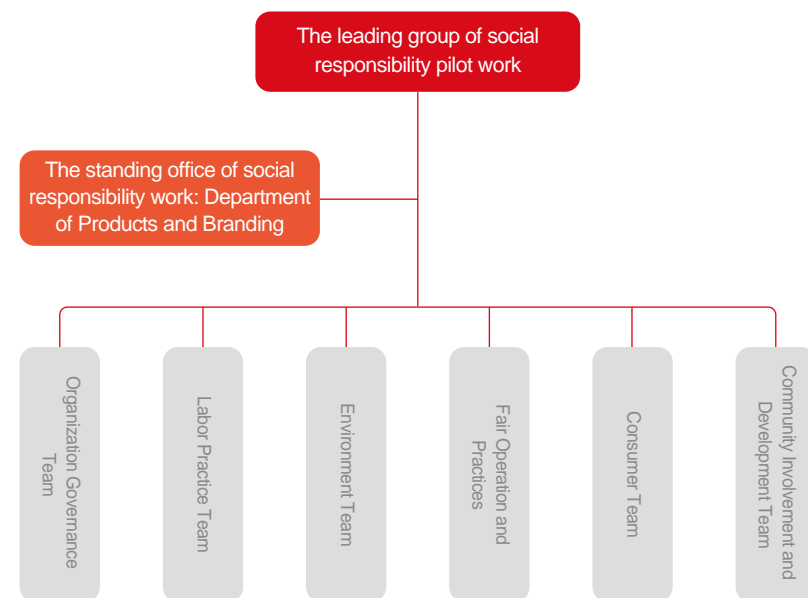 The leading group of social
responsibility pilot work
The standing office of social
responsibility work: Department
of Products and Branding
Organization Governance
Team
Labor Practice Team
Environment Team
Fair Operation and
Practices
Consumer Team
Community Involvement and
Development Team